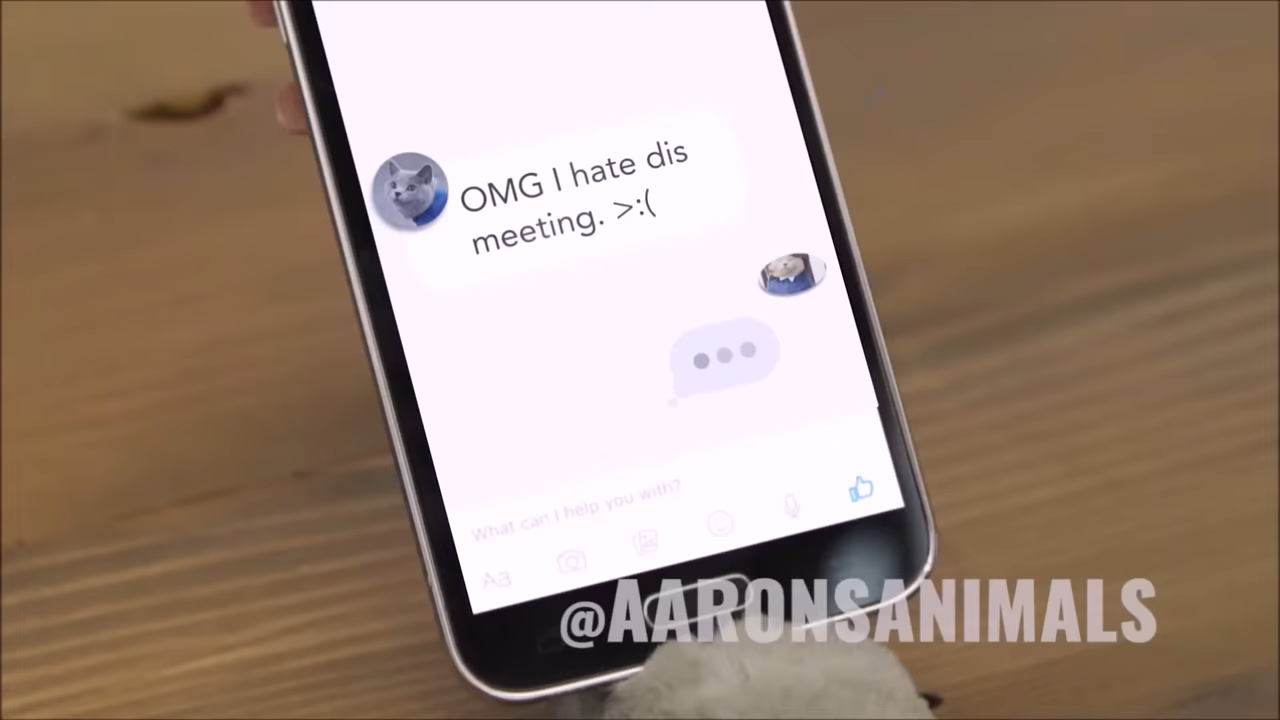 OMG I hate dis
meeting. >:(
What can I help you with?
Aa
@AARONSANIMALS